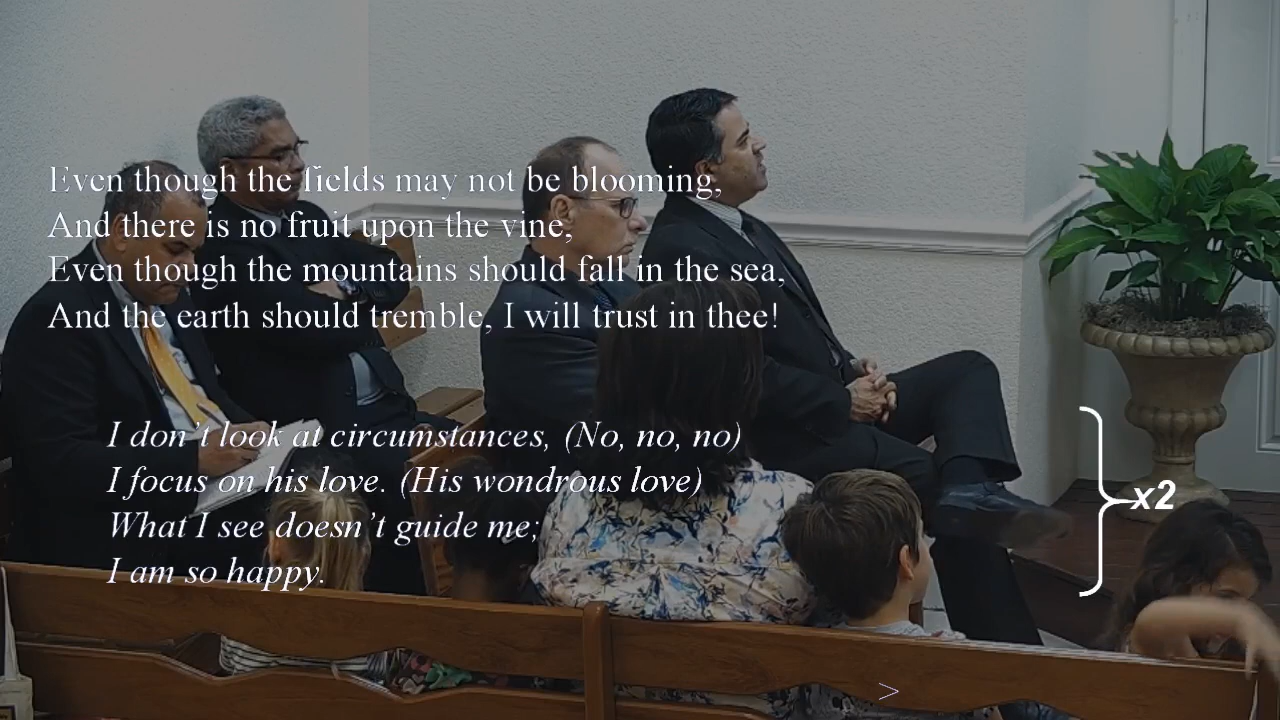 Even though the fields may not be blooming,
And there is no fruit upon the vine,
Even though the mountains should fall in the sea,
And the earth should tremble, I will trust in thee!
I don't look at circumstances, (No, no, no)
I focus on his love. (His wondrous love)
What I see doesn't guide me;
I am so happy.
x2
>